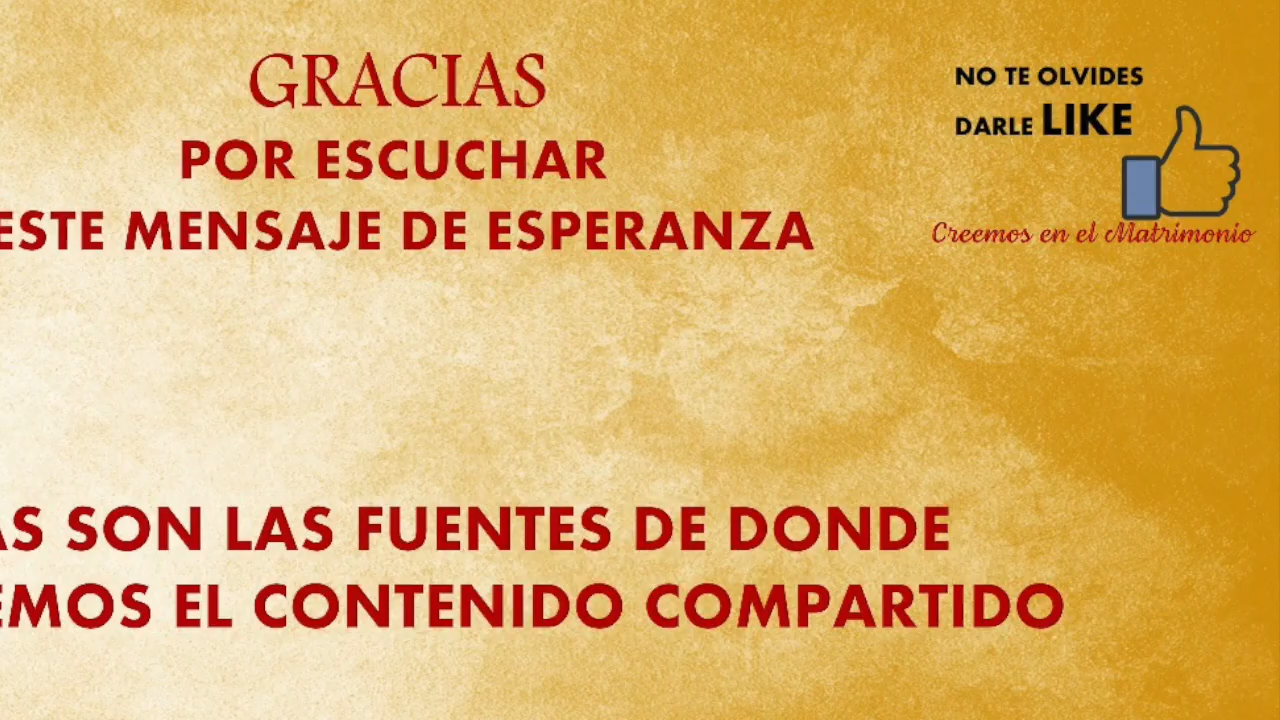 GRACIAS
POR ESCUCHAR
ESTE MENSAJE DE ESPERANZA
NO TE OLVIDES
DARLE LIKE
Creemos en el Matrimonio
SON LAS FUENTES DE DONDE
EL CONTENIDO COMPARTIDO